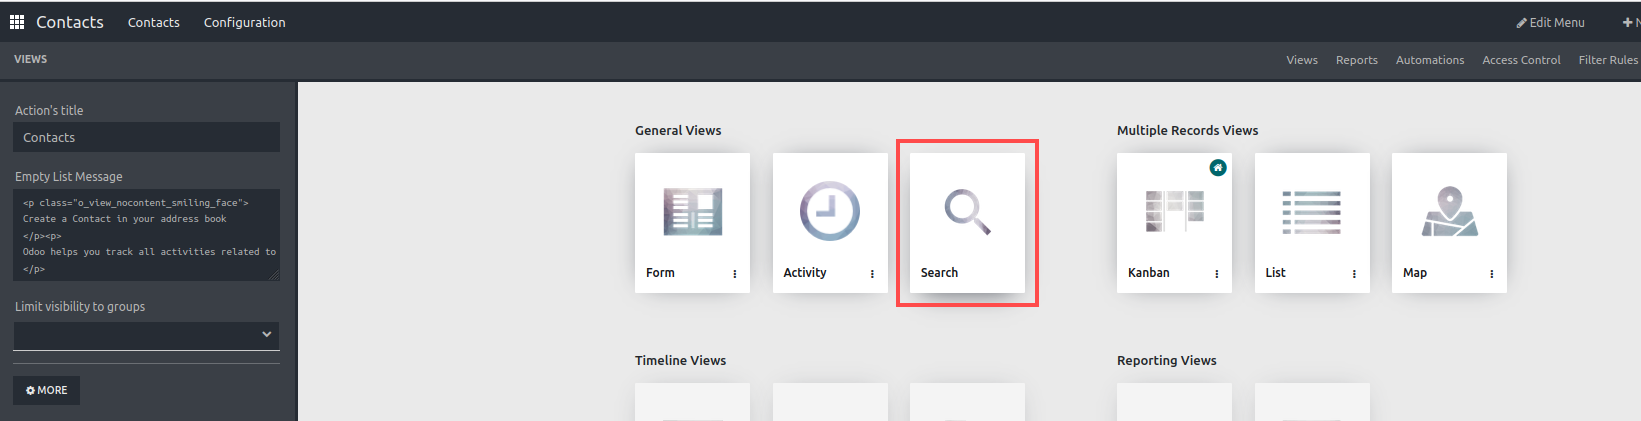 Contacts
Contacts
Configuration
Edit Menu
VIEWS
Views
Reports
Automations
Access Control
Filter Rules
Action's title
Contacts
Empty List Message
<p class="o_view_nocontent_smiling_face">
Create a Contact in your address book
</p><p>
Odoo helps you track all activities related to
</p>
Limit visibility to groups
MORE
General Views
Form
Activity
Search
Multiple Records Views
Kanban
List
Map
Timeline Views
Reporting Views